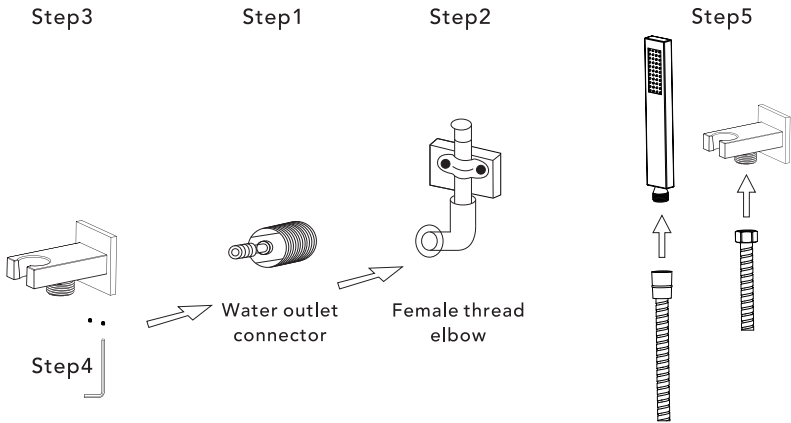 Step3
Step1
Step2
Step5
Water outlet
connector
Female thread
elbow
Step4